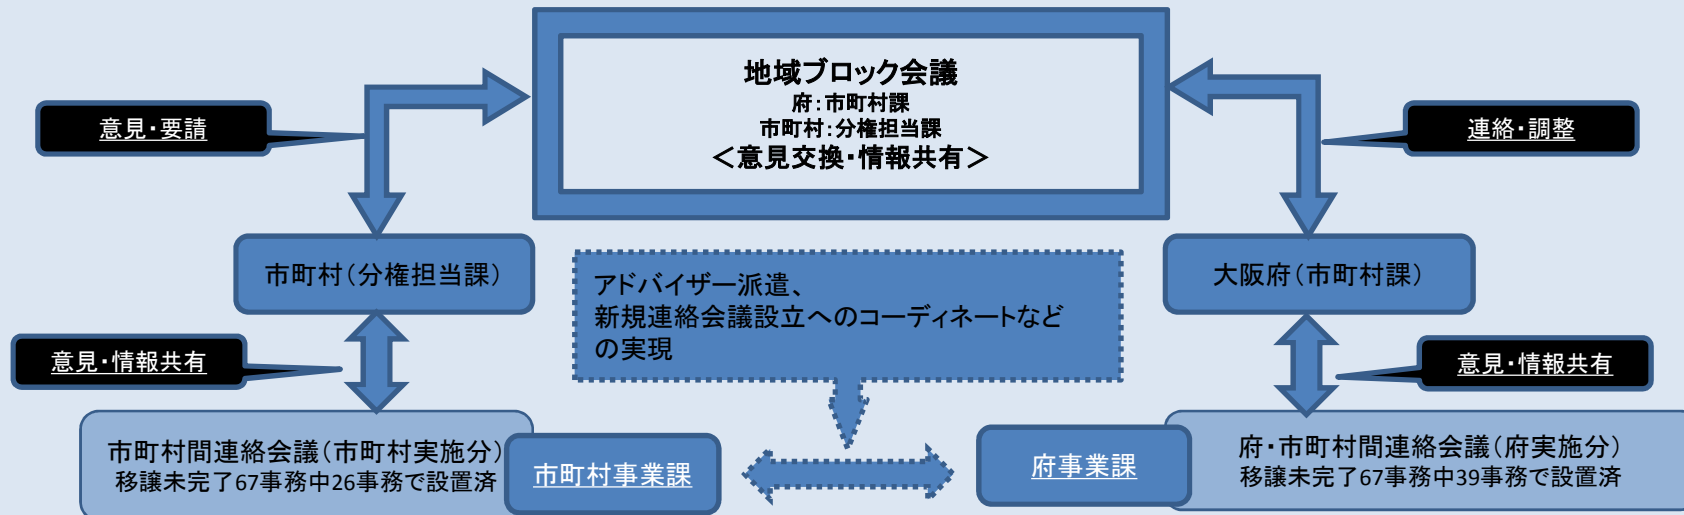 地域ブロック会議
府:市町村課
市町村:分権担当課
＜意見交換・情報共有＞
意見・要請
連絡・調整
市町村(分権担当課)
大阪府(市町村課)
アドバイザー派遣、
新規連絡会議設立へのコーディネートなど
の実現
意見・情報共有
意見・情報共有
市町村間連絡会議(市町村実施分)
移譲未完了67事務中26事務で設置済
市町村事業課
府事業課
府・市町村間連絡会議(府実施分)
移譲未完了67事務中39事務で設置済